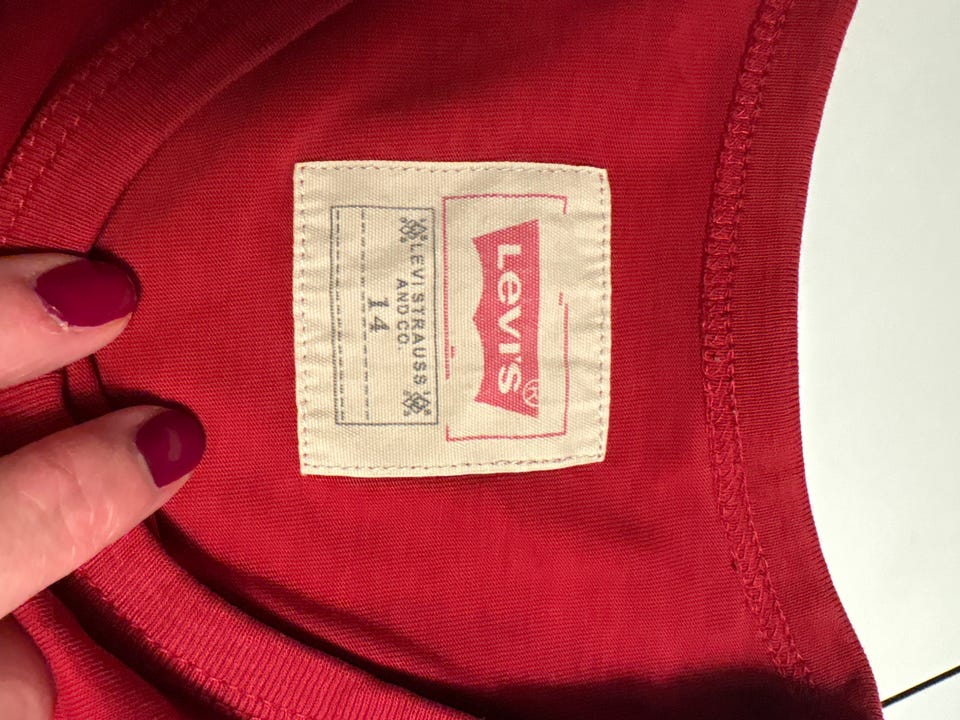 LEVI'S®
LEVI STRAUSS
AND CO.
14